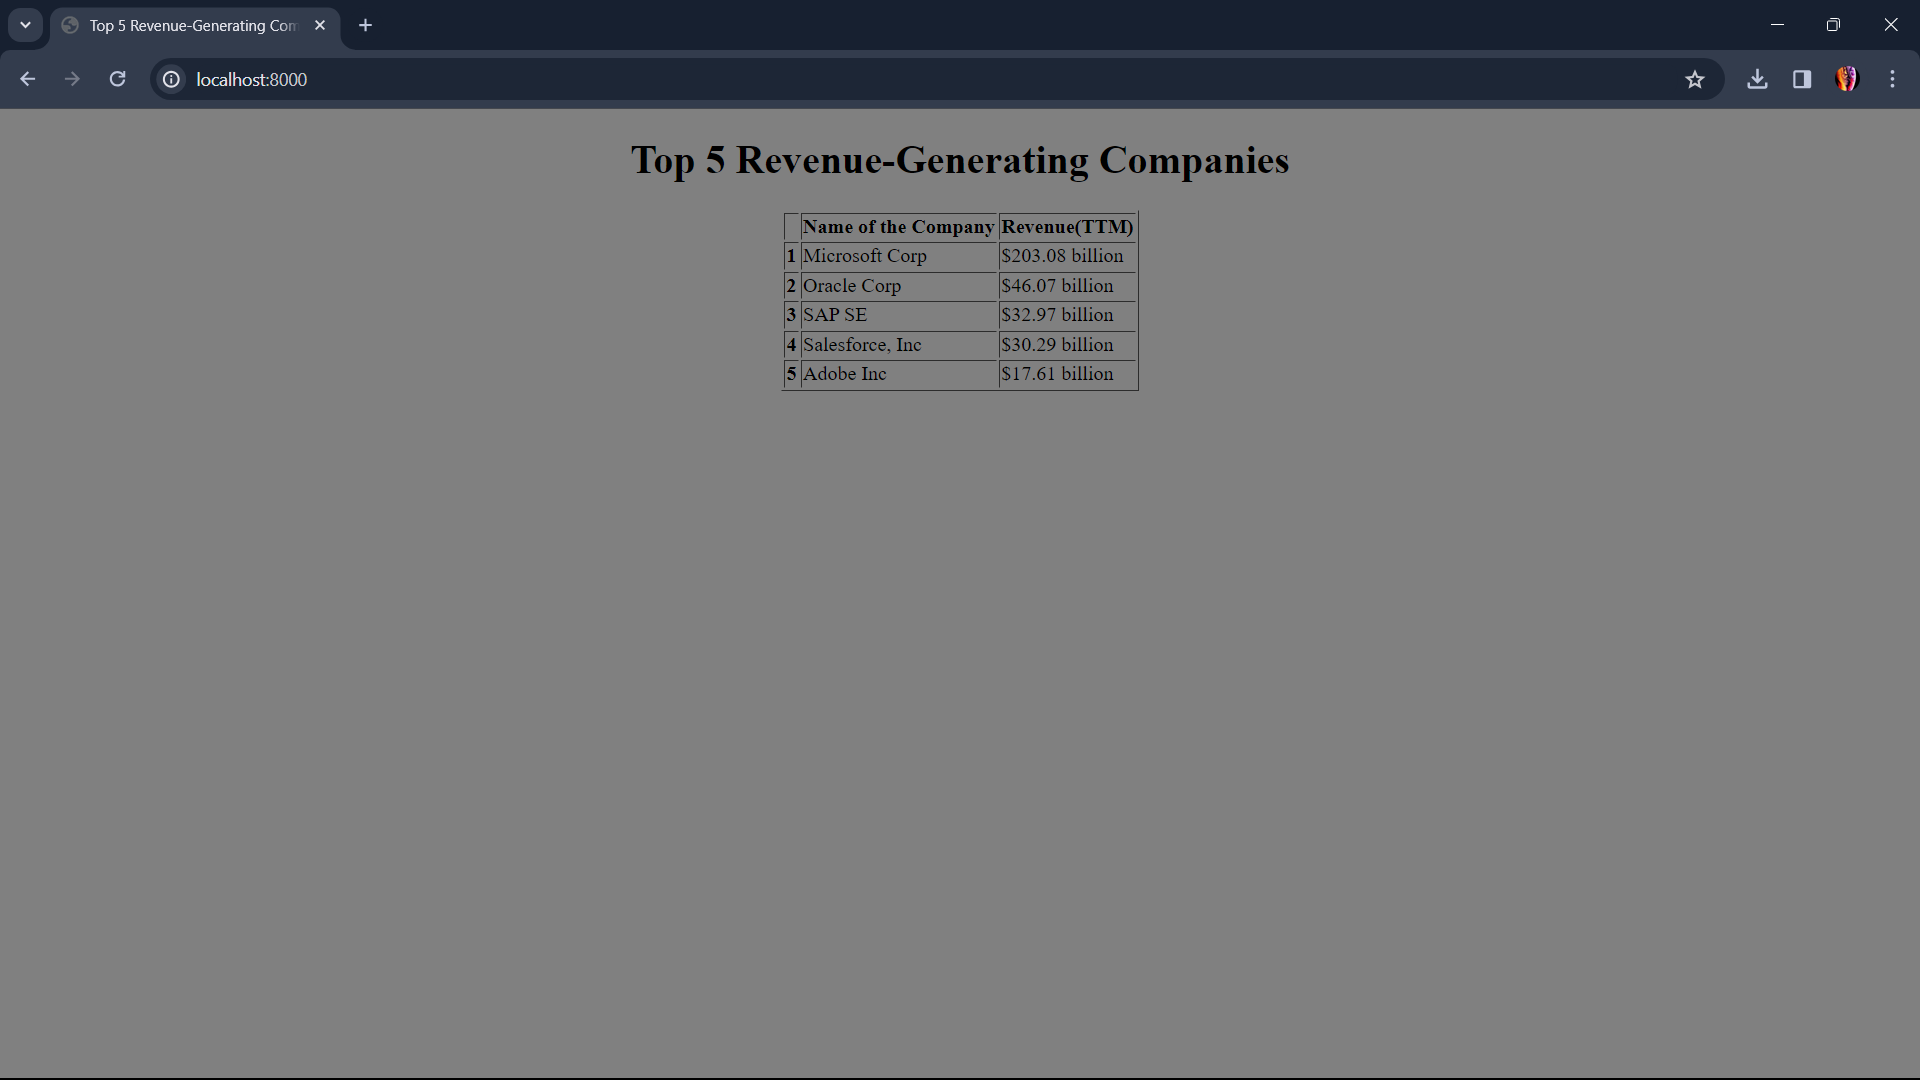 Top 5 Revenue-Generating Com
localhost:8000
Top 5 Revenue-Generating Companies
Name of the Company Revenue(TTM)
1 Microsoft Corp $203.08 billion
2 Oracle Corp $46.07 billion
3 SAP SE $32.97 billion
4 Salesforce, Inc $30.29 billion
5 Adobe Inc $17.61 billion